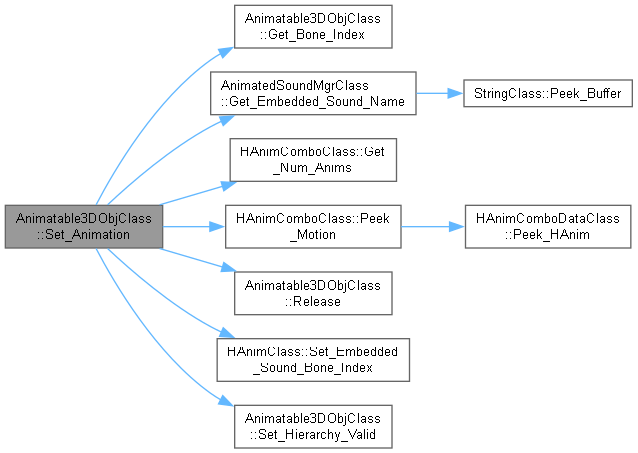 Animatable3DObjClass
::Get_Bone_Index
AnimatedSoundMgrClass
::Get_Embedded_Sound_Name
StringClass::Peek_Buffer
HAnimComboClass::Get
_Num_Anims
Animatable3DObjClass
::Set_Animation
HAnimComboClass::Peek
_Motion
HAnimComboDataClass
::Peek_HAnim
Animatable3DObjClass
::Release
HAnimClass::Set_Embedded
_Sound_Bone_Index
Animatable3DObjClass
::Set_Hierarchy_Valid